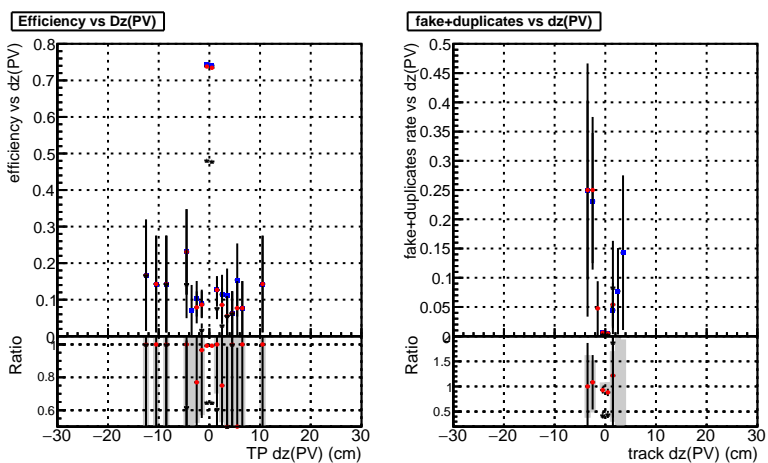 Efficiency vs Dz(PV)
efficiency vs dz(PV)
0.8
0.7
0.6
0.5
0.4
0.3
0.2
0.1
0
Ratio
1
0.8
0.6
−30 −20 −10 0 10 20 30
TP dz(PV) (cm)
fake+duplicates vs dz(PV)
fake+duplicates rate vs dz(PV)
0.5
0.45
0.4
0.35
0.3
0.25
0.2
0.15
0.1
0.05
0
Ratio
1.5
1
0.5
−30 −20 −10 0 10 20 30
track dz(PV) (cm)